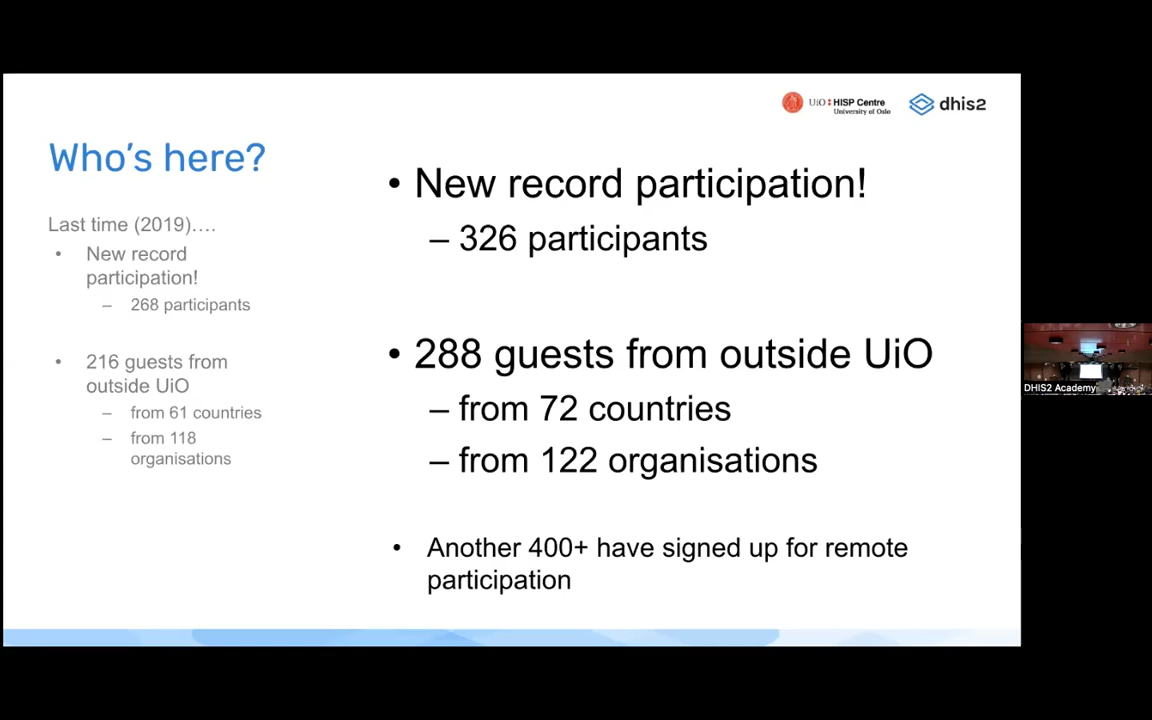 UiO : HISP Centre
University of Oslo
dhis2
Who's here?
Last time (2019)....
• New record
participation!
– 268 participants
• 216 guests from
outside UiO
– from 61 countries
– from 118
organisations
• New record participation!
– 326 participants
• 288 guests from outside UiO
– from 72 countries
– from 122 organisations
• Another 400+ have signed up for remote
participation
DHIS2 Academy